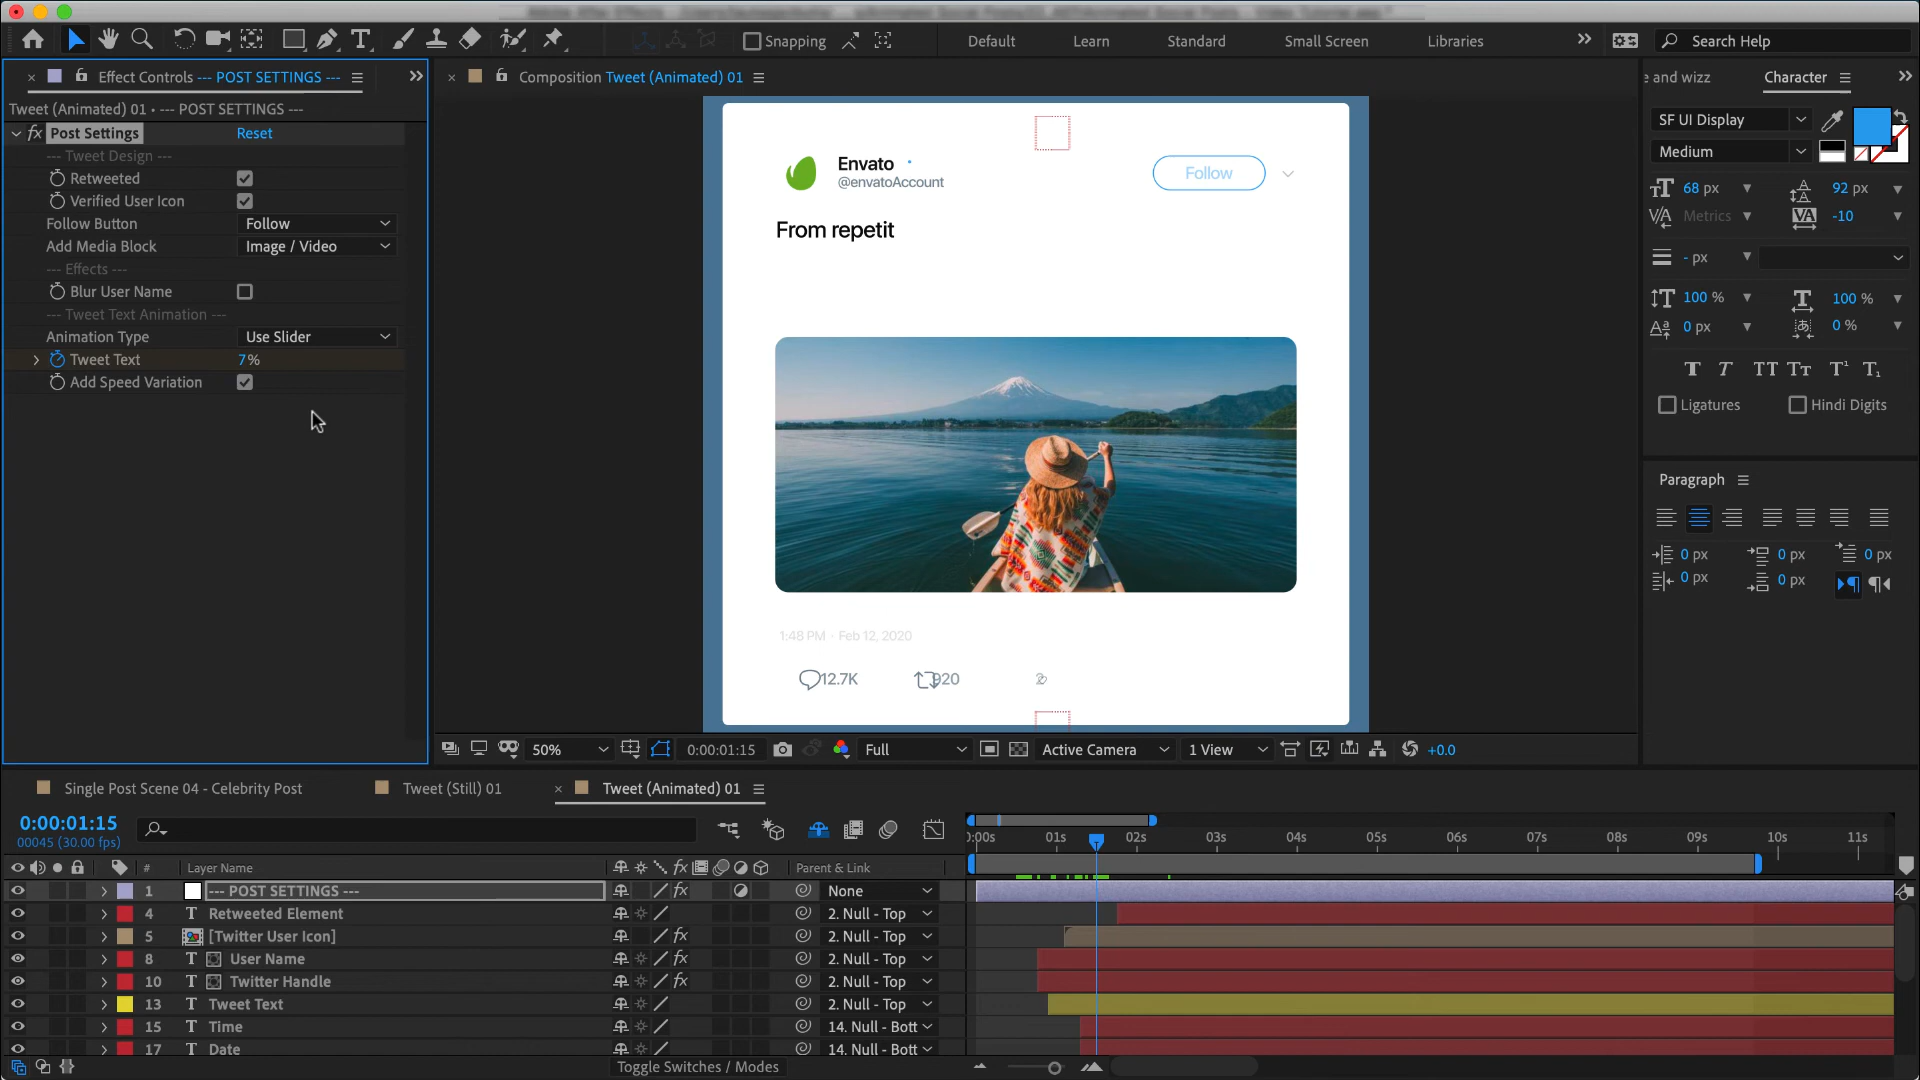 Snapping
Default
Learn
Standard
Small Screen
Libraries
Search Help
Effect Controls --- POST SETTINGS ---
Composition Tweet (Animated) 01
e and wizz
Character
Tweet (Animated) 01 • --- POST SETTINGS ---
fx Post Settings Reset
--- Tweet Design ---
Retweeted
Verified User Icon
Follow Button Follow
Add Media Block Image / Video
--- Effects ---
Blur User Name
--- Tweet Text Animation ---
Animation Type Use Slider
Tweet Text 7%
Add Speed Variation
Envato
@envatoAccount
Follow
From repetit
1:48 PM · Feb 12, 2020
12.7K
920
50%
0:00:01:15
Full
Active Camera
1 View
+0.0
SF UI Display
Medium
68 px
92 px
Metrics
-10
- px
100 %
100 %
0 px
0 %
Ligatures
Hindi Digits
Paragraph
0 px 0 px 0 px
0 px 0 px
Single Post Scene 04 - Celebrity Post
Tweet (Still) 01
Tweet (Animated) 01
0:00:01:15
00045 (30.00 fps)
:00s 01s 02s 03s 04s 05s 06s 07s 08s 09s 10s 11s
# Layer Name Parent & Link
1 --- POST SETTINGS --- None
4 T Retweeted Element 2. Null - Top
5 [Twitter User Icon] fx 2. Null - Top
8 T User Name fx 2. Null - Top
10 T Twitter Handle fx 2. Null - Top
13 T Tweet Text 2. Null - Top
15 T Time 14. Null - Bott
17 T Date 14. Null - Bott
Toggle Switches / Modes